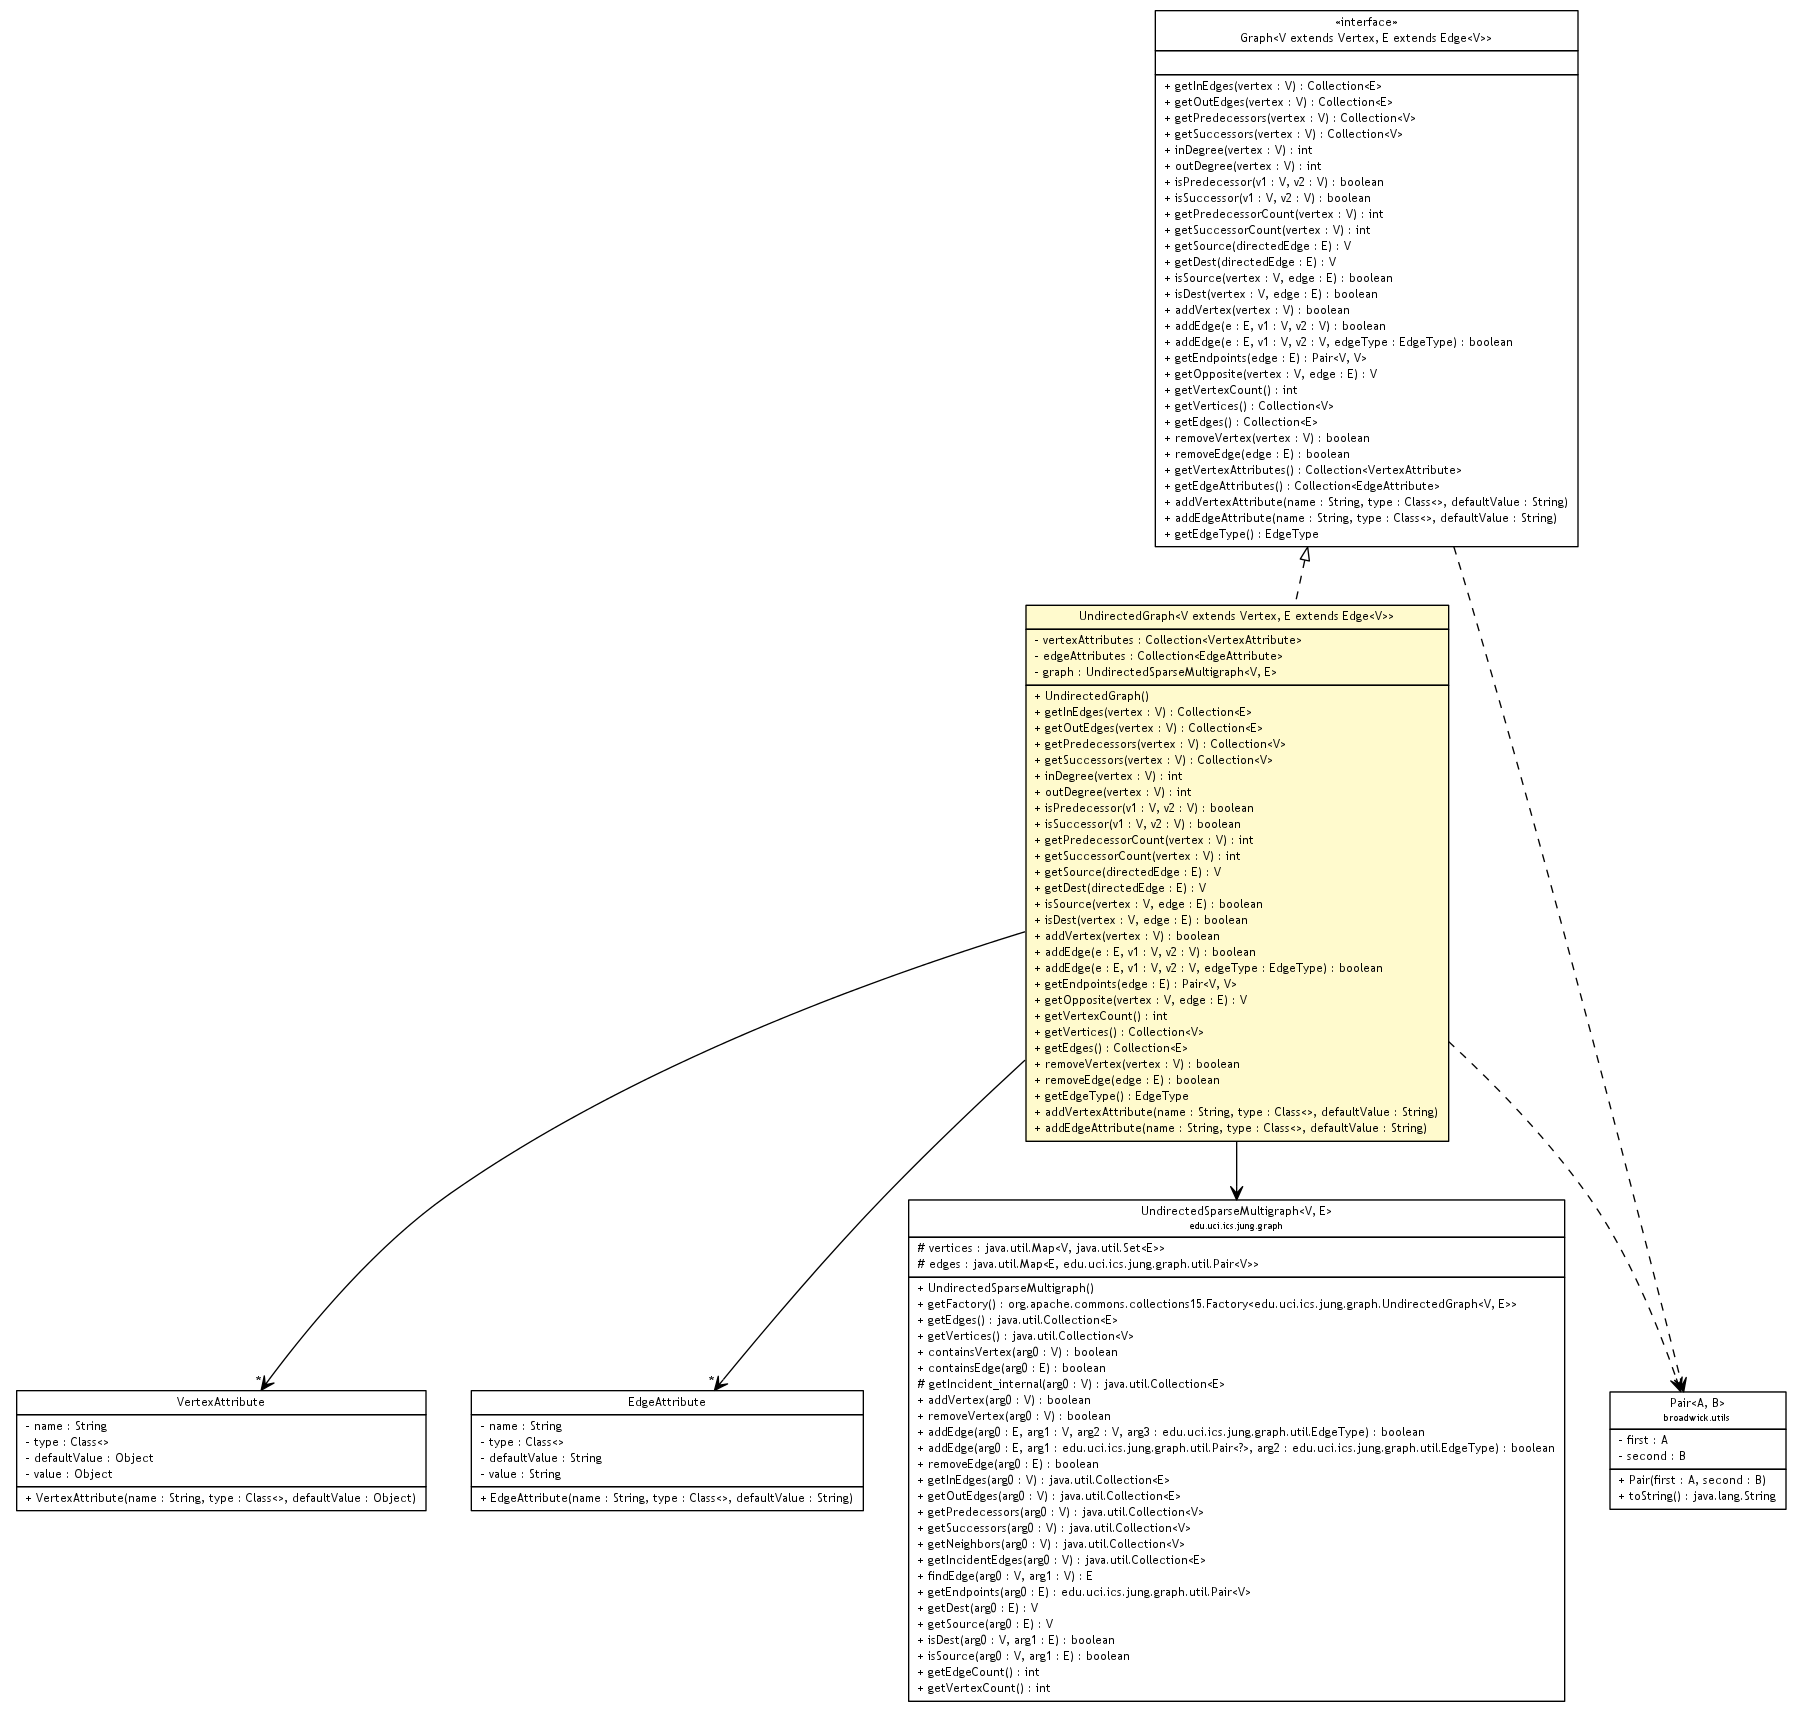 «interface»
Graph<V extends Vertex, E extends Edge<V>>
+ getInEdges(vertex : V) : Collection<E>
+ getOutEdges(vertex : V) : Collection<E>
+ getPredecessors(vertex : V) : Collection<V>
+ getSuccessors(vertex : V) : Collection<V>
+ inDegree(vertex : V) : int
+ outDegree(vertex : V) : int
+ isPredecessor(v1 : V, v2 : V) : boolean
+ isSuccessor(v1 : V, v2 : V) : boolean
+ getPredecessorCount(vertex : V) : int
+ getSuccessorCount(vertex : V) : int
+ getSource(directedEdge : E) : V
+ getDest(directedEdge : E) : V
+ isSource(vertex : V, edge : E) : boolean
+ isDest(vertex : V, edge : E) : boolean
+ addVertex(vertex : V) : boolean
+ addEdge(e : E, v1 : V, v2 : V) : boolean
+ addEdge(e : E, v1 : V, v2 : V, edgeType : EdgeType) : boolean
+ getEndpoints(edge : E) : Pair<V, V>
+ getOpposite(vertex : V, edge : E) : V
+ getVertexCount() : int
+ getVertices() : Collection<V>
+ getEdges() : Collection<E>
+ removeVertex(vertex : V) : boolean
+ removeEdge(edge : E) : boolean
+ getVertexAttributes() : Collection<VertexAttribute>
+ getEdgeAttributes() : Collection<EdgeAttribute>
+ addVertexAttribute(name : String, type : Class<>, defaultValue : String)
+ addEdgeAttribute(name : String, type : Class<>, defaultValue : String)
+ getEdgeType() : EdgeType
UndirectedGraph<V extends Vertex, E extends Edge<V>>
- vertexAttributes : Collection<VertexAttribute>
- edgeAttributes : Collection<EdgeAttribute>
- graph : UndirectedSparseMultigraph<V, E>
+ UndirectedGraph()
+ getInEdges(vertex : V) : Collection<E>
+ getOutEdges(vertex : V) : Collection<E>
+ getPredecessors(vertex : V) : Collection<V>
+ getSuccessors(vertex : V) : Collection<V>
+ inDegree(vertex : V) : int
+ outDegree(vertex : V) : int
+ isPredecessor(v1 : V, v2 : V) : boolean
+ isSuccessor(v1 : V, v2 : V) : boolean
+ getPredecessorCount(vertex : V) : int
+ getSuccessorCount(vertex : V) : int
+ getSource(directedEdge : E) : V
+ getDest(directedEdge : E) : V
+ isSource(vertex : V, edge : E) : boolean
+ isDest(vertex : V, edge : E) : boolean
+ addVertex(vertex : V) : boolean
+ addEdge(e : E, v1 : V, v2 : V) : boolean
+ addEdge(e : E, v1 : V, v2 : V, edgeType : EdgeType) : boolean
+ getEndpoints(edge : E) : Pair<V, V>
+ getOpposite(vertex : V, edge : E) : V
+ getVertexCount() : int
+ getVertices() : Collection<V>
+ getEdges() : Collection<E>
+ removeVertex(vertex : V) : boolean
+ removeEdge(edge : E) : boolean
+ getEdgeType() : EdgeType
+ addVertexAttribute(name : String, type : Class<>, defaultValue : String)
+ addEdgeAttribute(name : String, type : Class<>, defaultValue : String)
*
VertexAttribute
- name : String
- type : Class<>
- defaultValue : Object
- value : Object
+ VertexAttribute(name : String, type : Class<>, defaultValue : Object)
*
EdgeAttribute
- name : String
- type : Class<>
- defaultValue : String
- value : String
+ EdgeAttribute(name : String, type : Class<>, defaultValue : String)
UndirectedSparseMultigraph<V, E>
edu.uci.ics.jung.graph
# vertices : java.util.Map<V, java.util.Set<E>>
# edges : java.util.Map<E, edu.uci.ics.jung.graph.util.Pair<V>>
+ UndirectedSparseMultigraph()
+ getFactory() : org.apache.commons.collections15.Factory<edu.uci.ics.jung.graph.UndirectedGraph<V, E>>
+ getEdges() : java.util.Collection<E>
+ getVertices() : java.util.Collection<V>
+ containsVertex(arg0 : V) : boolean
+ containsEdge(arg0 : E) : boolean
# getIncident_internal(arg0 : V) : java.util.Collection<E>
+ addVertex(arg0 : V) : boolean
+ removeVertex(arg0 : V) : boolean
+ addEdge(arg0 : E, arg1 : V, arg2 : V, arg3 : edu.uci.ics.jung.graph.util.EdgeType) : boolean
+ addEdge(arg0 : E, arg1 : edu.uci.ics.jung.graph.util.Pair<?>, arg2 : edu.uci.ics.jung.graph.util.EdgeType) : boolean
+ removeEdge(arg0 : E) : boolean
+ getInEdges(arg0 : V) : java.util.Collection<E>
+ getOutEdges(arg0 : V) : java.util.Collection<E>
+ getPredecessors(arg0 : V) : java.util.Collection<V>
+ getSuccessors(arg0 : V) : java.util.Collection<V>
+ getNeighbors(arg0 : V) : java.util.Collection<V>
+ getIncidentEdges(arg0 : V) : java.util.Collection<E>
+ findEdge(arg0 : V, arg1 : V) : E
+ getEndpoints(arg0 : E) : edu.uci.ics.jung.graph.util.Pair<V>
+ getDest(arg0 : E) : V
+ getSource(arg0 : E) : V
+ isDest(arg0 : V, arg1 : E) : boolean
+ isSource(arg0 : V, arg1 : E) : boolean
+ getEdgeCount() : int
+ getVertexCount() : int
Pair<A, B>
broadwick.utils
- first : A
- second : B
+ Pair(first : A, second : B)
+ toString() : java.lang.String